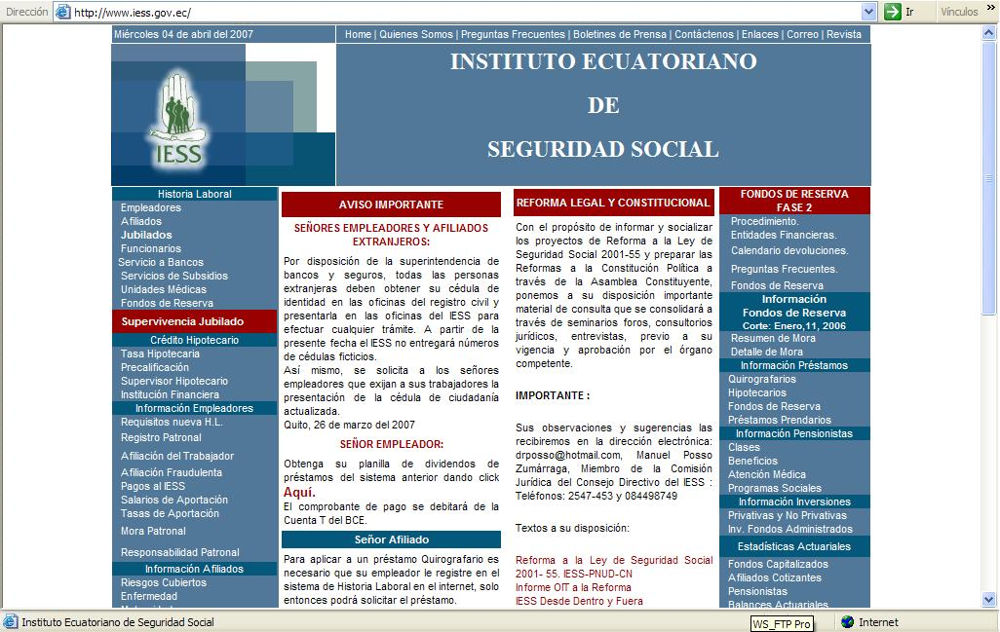 Dirección http://www.iess.gov.ec/ Ir Vínculos »
Miércoles 04 de abril del 2007
Home | Quienes Somos | Preguntas Frecuentes | Boletines de Prensa | Contáctenos | Enlaces | Correo | Revista
IESS
INSTITUTO ECUATORIANO
DE
SEGURIDAD SOCIAL
Historia Laboral
Empleadores
Afiliados
Jubilados
Funcionarios
Servicio a Bancos
Servicios de Subsidios
Unidades Médicas
Fondos de Reserva
Supervivencia Jubilado
Crédito Hipotecario
Tasa Hipotecaria
Precalificación
Supervisor Hipotecario
Institución Financiera
Información Empleadores
Requisitos nueva H.L.
Registro Patronal
Afiliación del Trabajador
Afiliación Fraudulenta
Pagos al IESS
Salarios de Aportación
Tasas de Aportación
Mora Patronal
Responsabilidad Patronal
Información Afiliados
Riesgos Cubiertos
Enfermedad
AVISO IMPORTANTE
SEÑORES EMPLEADORES Y AFILIADOS
EXTRANJEROS:
Por disposición de la superintendencia de
bancos y seguros, todas las personas
extranjeras deben obtener su cédula de
identidad en las oficinas del registro civil y
presentarla en las oficinas del IESS para
efectuar cualquier trámite. A partir de la
presente fecha el IESS no entregará números
de cédulas ficticios.
Así mismo, se solicita a los señores
empleadores que exijan a sus trabajadores la
presentación de la cédula de ciudadanía
actualizada.
Quito, 26 de marzo del 2007
SEÑOR EMPLEADOR:
Obtenga su planilla de dividendos de
préstamos del sistema anterior dando click
Aquí.
El comprobante de pago se debitará de la
Cuenta T del BCE.
Señor Afiliado
Para aplicar a un préstamo Quirografario es
necesario que su empleador le registre en el
sistema de Historia Laboral en el internet, solo
entonces podrá solicitar el préstamo.
REFORMA LEGAL Y CONSTITUCIONAL
Con el propósito de informar y socializar
los proyectos de Reforma a la Ley de
Seguridad Social 2001-55 y preparar las
Reformas a la Constitución Política a
través de la Asamblea Constituyente,
ponemos a su disposición importante
material de consulta que se consolidará a
través de seminarios foros, consultorios
jurídicos, entrevistas, previo a su
vigencia y aprobación por el órgano
competente.
IMPORTANTE :
Sus observaciones y sugerencias las
recibiremos en la dirección electrónica:
drposso@hotmail.com, Manuel Posso
Zumárraga, Miembro de la Comisión
Jurídica del Consejo Directivo del IESS :
Teléfonos: 2547-453 y 084498749
Textos a su disposición:
Reforma a la Ley de Seguridad Social
2001- 55. IESS-PNUD-CN
Informe OIT a la Reforma
IESS Desde Dentro y Fuera
FONDOS DE RESERVA
FASE 2
Procedimiento.
Entidades Financieras.
Calendario devoluciones.
Preguntas Frecuentes.
Fondos de Reserva
Información
Fondos de Reserva
Corte: Enero,11, 2006
Resumen de Mora
Detalle de Mora
Información Préstamos
Quirografarios
Hipotecarios
Fondos de Reserva
Préstamos Prendarios
Información Pensionistas
Clases
Beneficios
Atención Médica
Programas Sociales
Información Inversiones
Privativas y No Privativas
Inv. Fondos Administrados
Estadísticas Actuariales
Fondos Capitalizados
Afiliados Cotizantes
Pensionistas
Balances Actuariales
Instituto Ecuatoriano de Seguridad Social
WS_FTP Pro
Internet